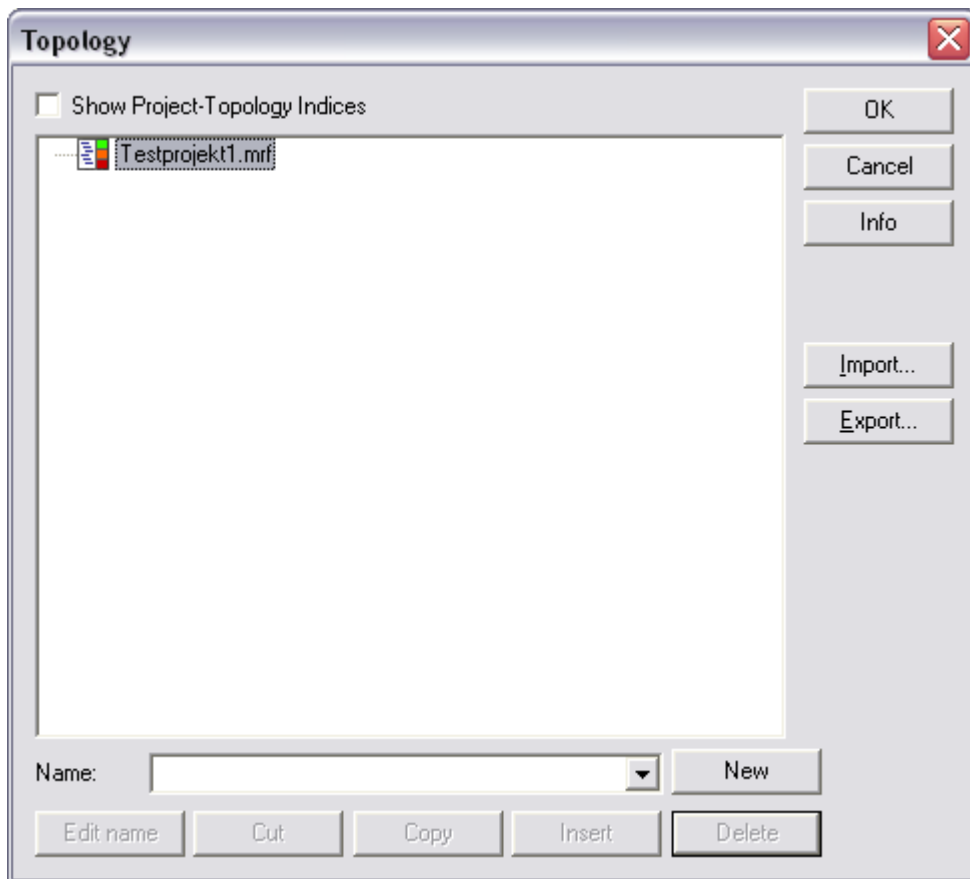 Topology
Show Project-Topology Indices
OK
Testprojekt1.mrf
Cancel
Info
Import...
Export...
Name:
New
Edit name
Cut
Copy
Insert
Delete